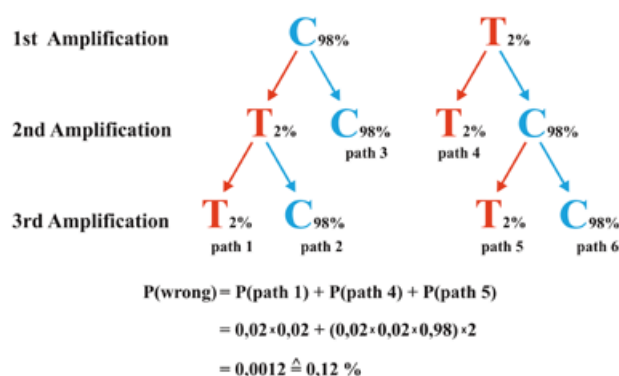 1st Amplification C98% T2%
2nd Amplification T2% C98% T2% C98%
path 3 path 4
3rd Amplification T2% C98% T2% C98%
path 1 path 2 path 5 path 6
P(wrong) = P(path 1) + P(path 4) + P(path 5)
= 0,02×0,02 + (0,02×0,02×0,98)×2
= 0,0012 ≙ 0,12 %